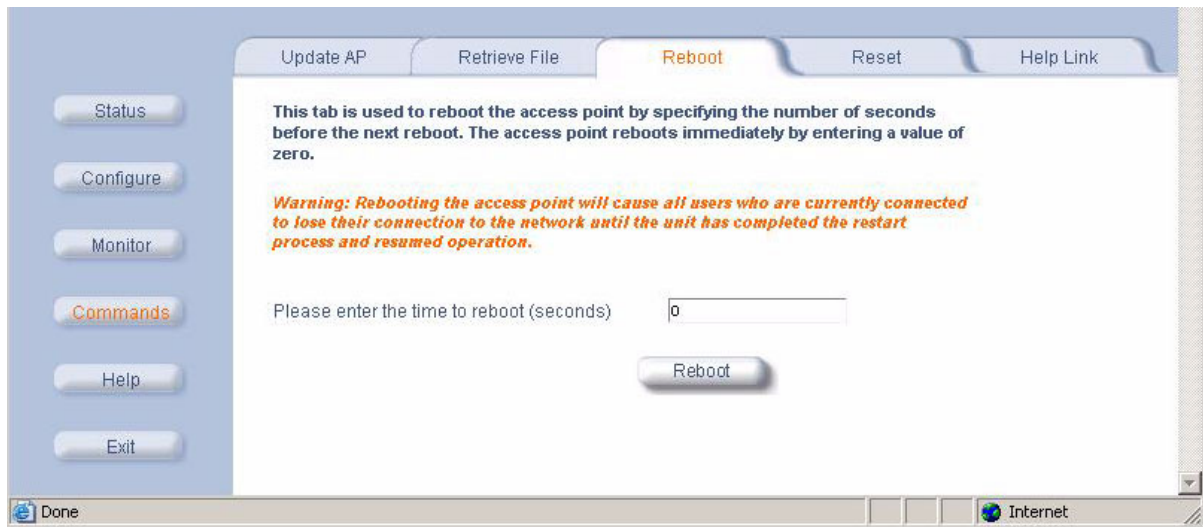 Update AP
Retrieve File
Reboot
Reset
Help Link
Status
Configure
Monitor
Commands
Help
Exit
This tab is used to reboot the access point by specifying the number of seconds
before the next reboot. The access point reboots immediately by entering a value of
zero.
Warning: Rebooting the access point will cause all users who are currently connected
to lose their connection to the network until the unit has completed the restart
process and resumed operation.
Please enter the time to reboot (seconds)
0
Reboot
Done
Internet